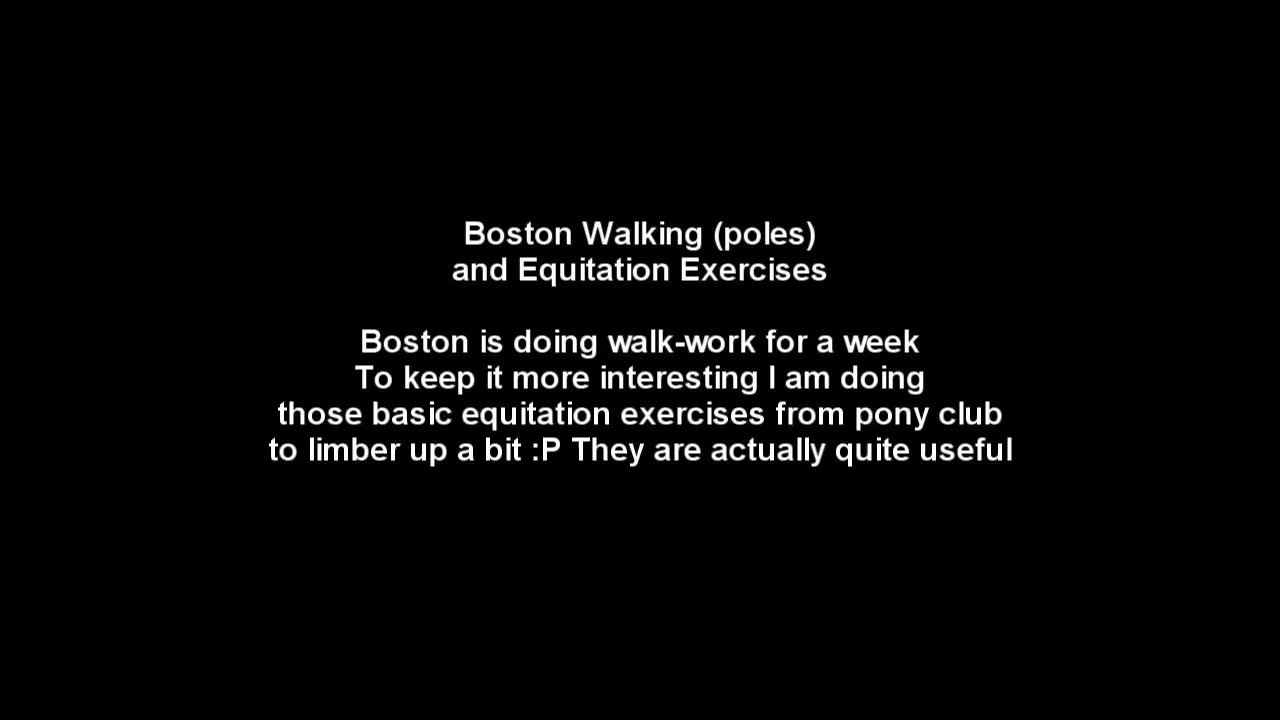 Boston Walking (poles)
and Equitation Exercises
Boston is doing walk-work for a week
To keep it more interesting I am doing
those basic equitation exercises from pony club
to limber up a bit :P They are actually quite useful